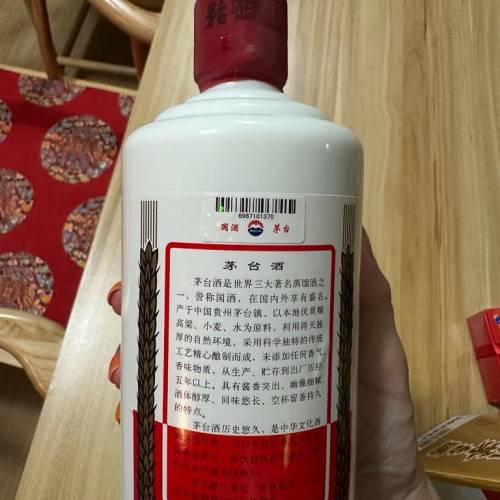 6967101370
国酒 茅台
茅台酒
茅台酒是世界三大著名蒸馏酒之
一，誉称国酒，在国内外享有盛名。
产于中国贵州茅台镇，以本地优质糯
高粱、小麦、水为原料，利用得天独
厚的自然环境，采用科学独特的传统
工艺精心酿制而成，未添加任何香气、
香味物质，从生产、贮存到出厂历经
五年以上。具有酱香突出、幽雅细腻、
酒体醇厚、回味悠长、空杯留香持久
的特点。
茅台酒历史悠久，是中华文化酒